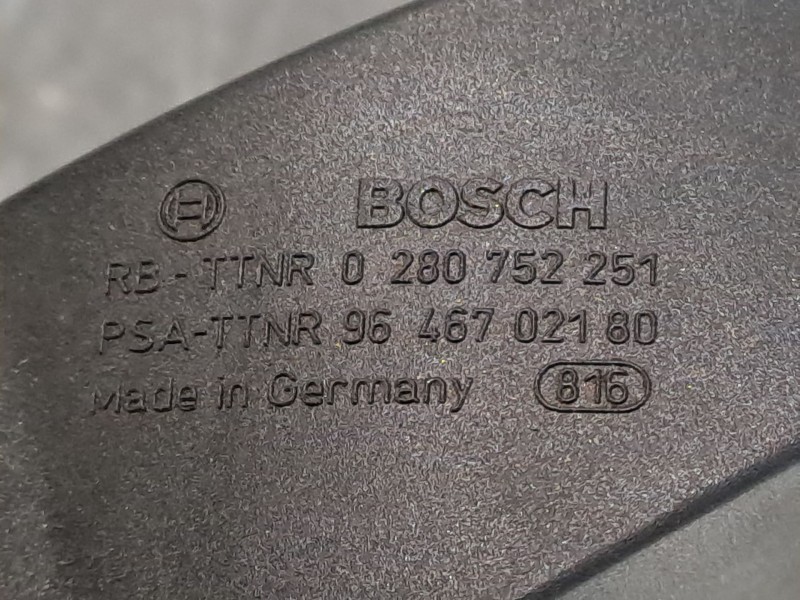 BOSCH
RB-TTNR 0 280 752 251
PSA-TTNR 96 467 021 80
Made in Germany 816